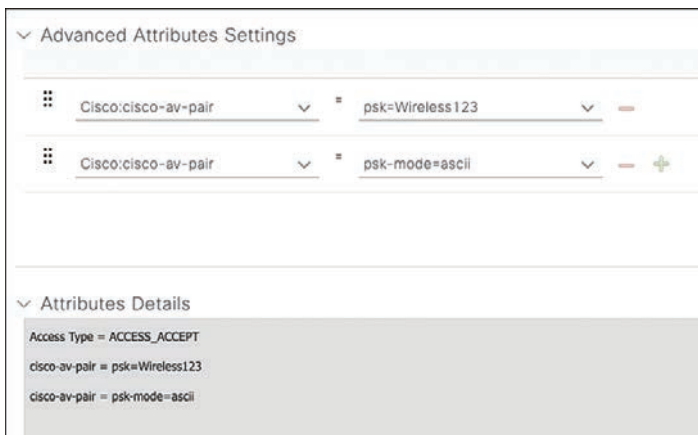 Advanced Attributes Settings
Cisco:cisco-av-pair = psk=Wireless123
Cisco:cisco-av-pair = psk-mode=ascii
Attributes Details
Access Type = ACCESS_ACCEPT
cisco-av-pair = psk=Wireless123
cisco-av-pair = psk-mode=ascii